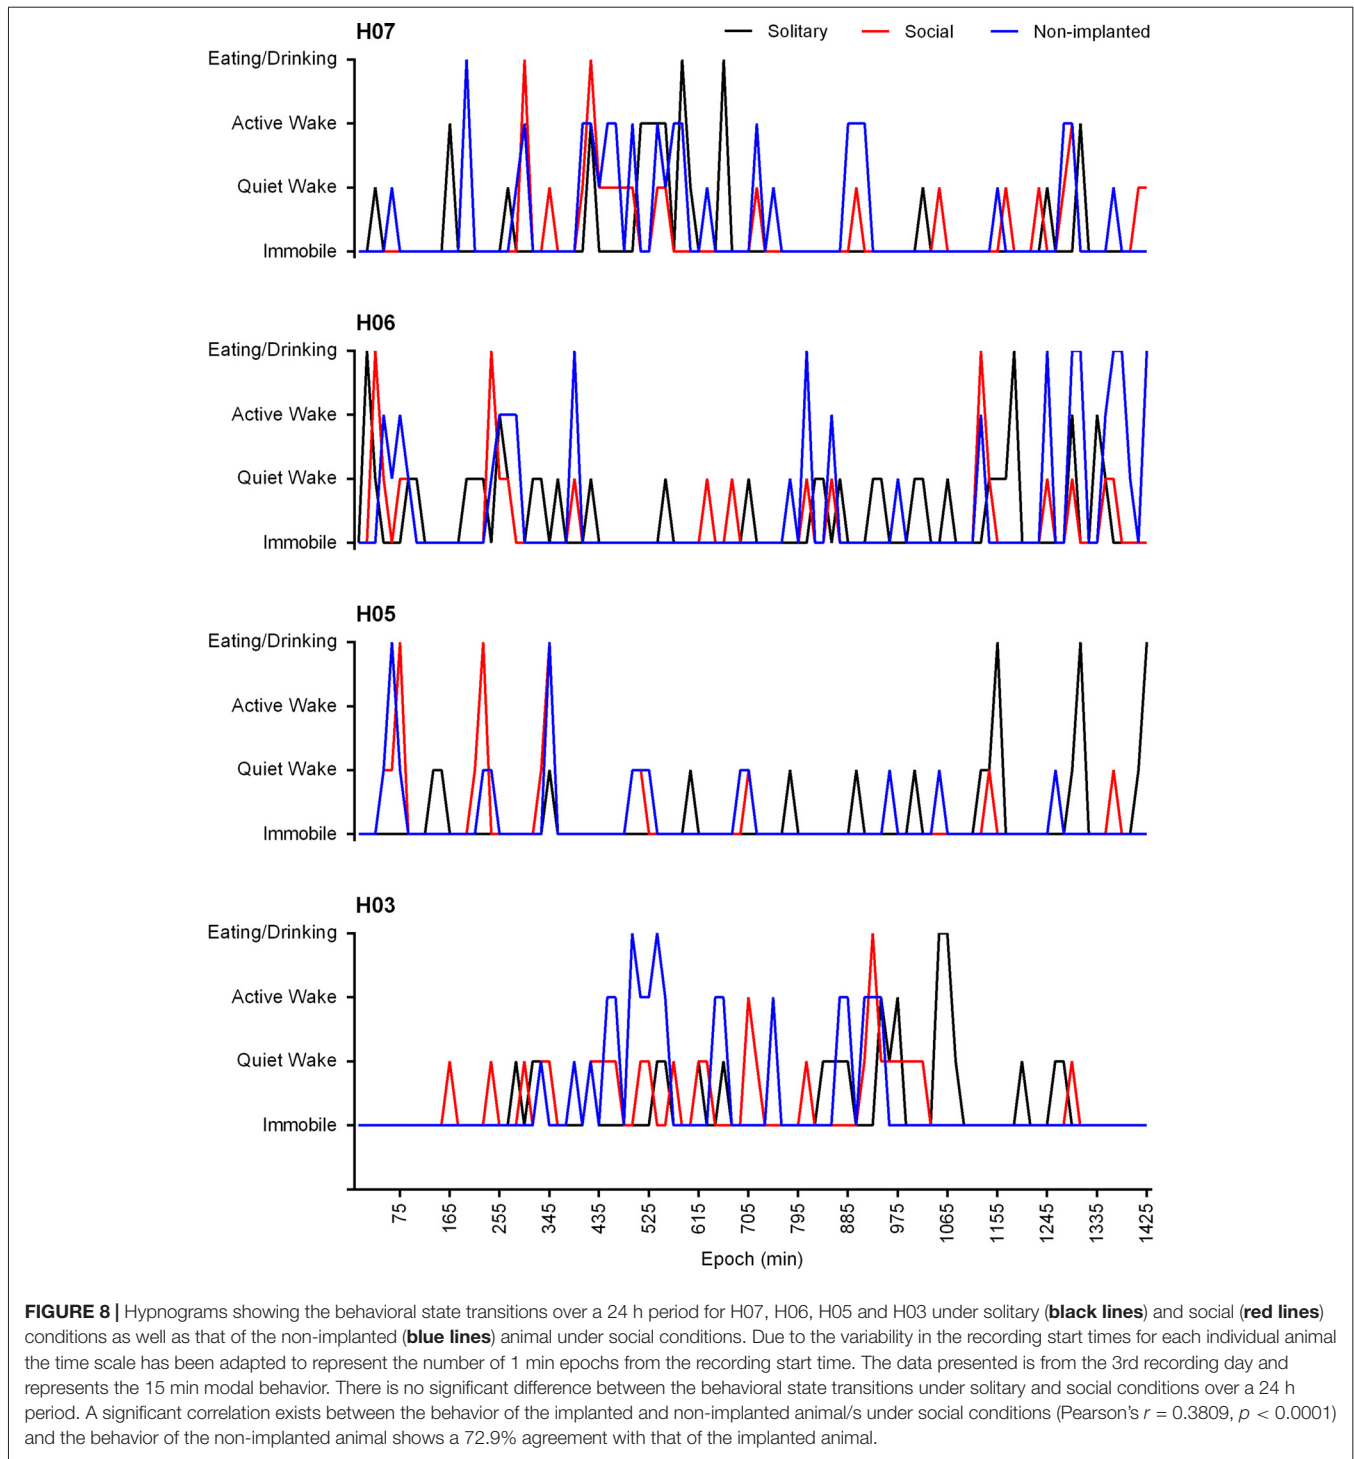 H07
Solitary Social Non-implanted
Eating/Drinking
Active Wake
Quiet Wake
Immobile
H06
Eating/Drinking
Active Wake
Quiet Wake
Immobile
H05
Eating/Drinking
Active Wake
Quiet Wake
Immobile
H03
Eating/Drinking
Active Wake
Quiet Wake
Immobile
75 165 255 345 435 525 615 705 795 885 975 1065 1155 1245 1335 1425
Epoch (min)
FIGURE 8 | Hypnograms showing the behavioral state transitions over a 24 h period for H07, H06, H05 and H03 under solitary (black lines) and social (red lines)
conditions as well as that of the non-implanted (blue lines) animal under social conditions. Due to the variability in the recording start times for each individual animal
the time scale has been adapted to represent the number of 1 min epochs from the recording start time. The data presented is from the 3rd recording day and
represents the 15 min modal behavior. There is no significant difference between the behavioral state transitions under solitary and social conditions over a 24 h
period. A significant correlation exists between the behavior of the implanted and non-implanted animal/s under social conditions (Pearson's r = 0.3809, p < 0.0001)
and the behavior of the non-implanted animal shows a 72.9% agreement with that of the implanted animal.